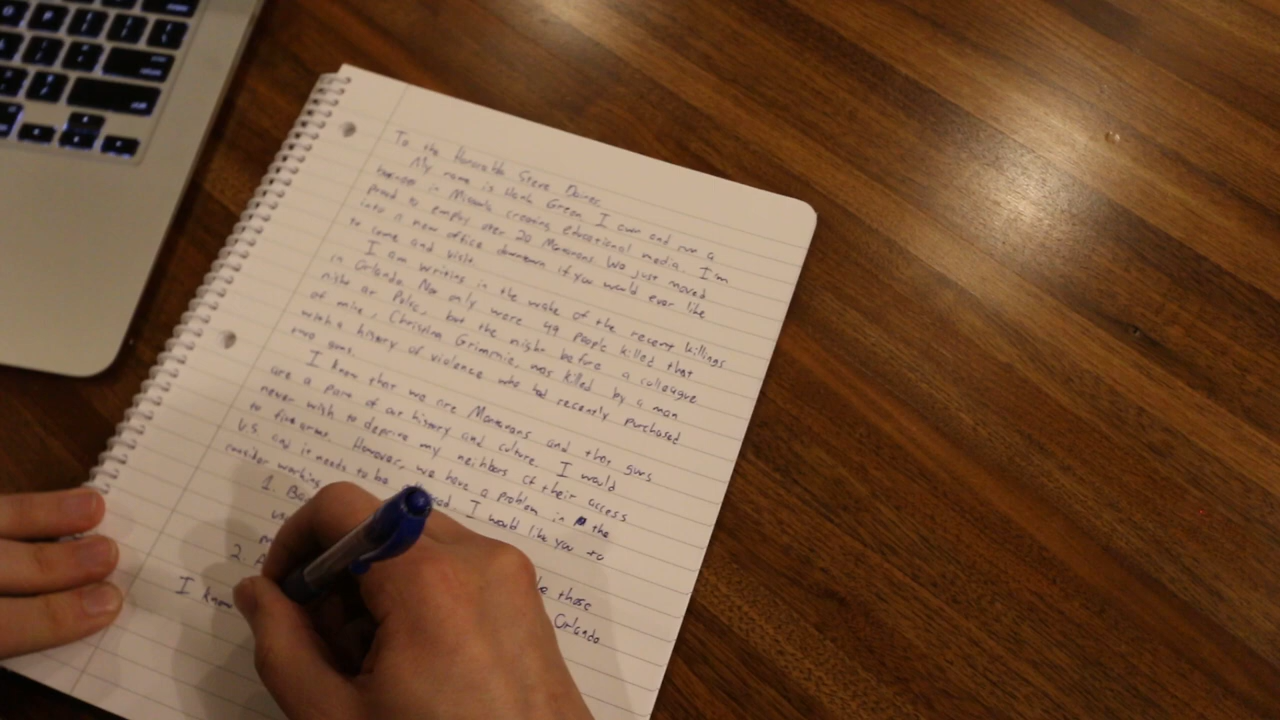 To the Honorable Steve Daines,
My name is Hank Green. I own and run a
business in Missoula creating educational media. I'm
proud to employ over 20 Montanans. We just moved
into a new office downtown if you would ever like
to come and visit.
I am writing in the wake of the recent killings
in Orlando. Not only were 49 people killed that
night at Pulse, but the night before a colleague
of mine, Christina Grimmie, was killed by a man
with a history of violence who had recently purchased
two guns.
I know that we are Montanans and that guns
are a part of our history and culture. I would
never wish to deprive my neighbors of their access
to firearms. However, we have a problem in the
US and it needs to be I would like you to
consider working
1.
2. those
Orlando
I know